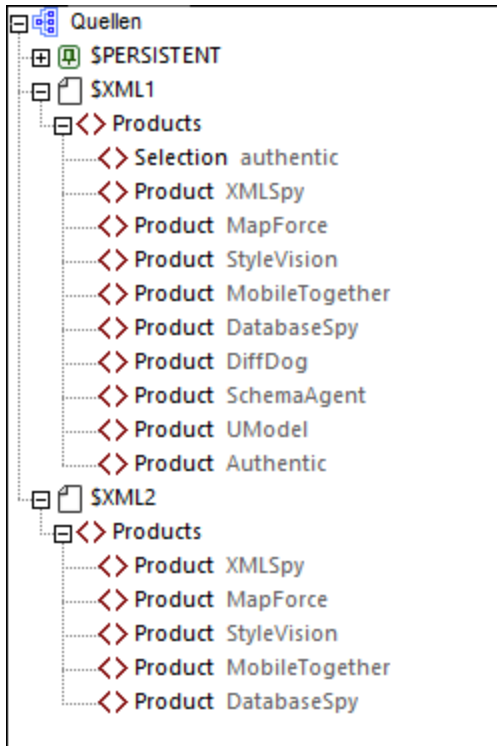 Quellen
$PERSISTENT
$XML1
Products
Selection authentic
Product XMLSpy
Product MapForce
Product StyleVision
Product MobileTogether
Product DatabaseSpy
Product DiffDog
Product SchemaAgent
Product UModel
Product Authentic
$XML2
Products
Product XMLSpy
Product MapForce
Product StyleVision
Product MobileTogether
Product DatabaseSpy